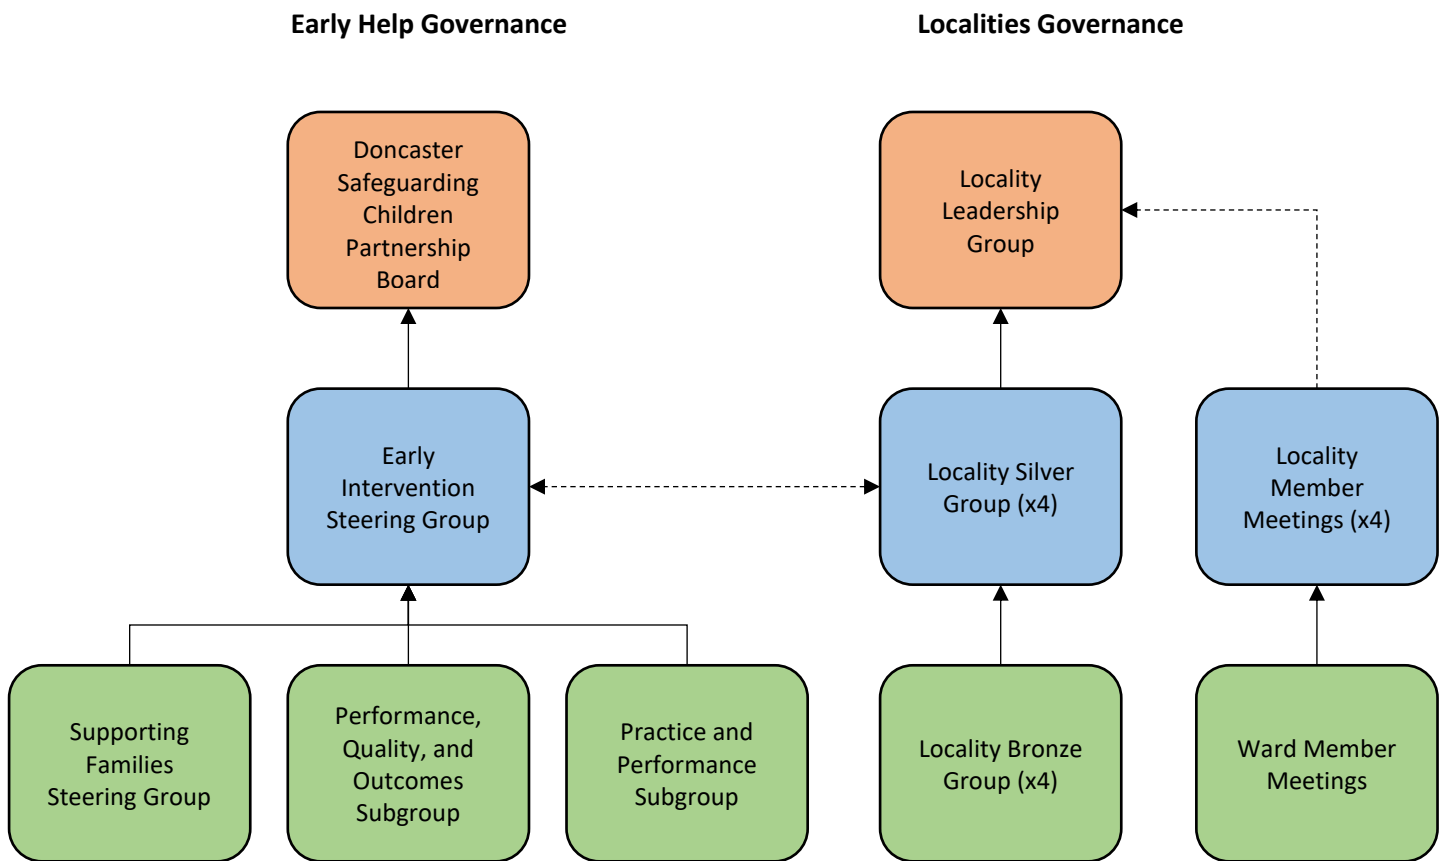 Early Help Governance
Localities Governance
Doncaster
Safeguarding
Children
Partnership
Board
Locality
Leadership
Group
Early
Intervention
Steering Group
Locality Silver
Group (x4)
Locality
Member
Meetings (x4)
Supporting
Families
Steering Group
Performance,
Quality, and
Outcomes
Subgroup
Practice and
Performance
Subgroup
Locality Bronze
Group (x4)
Ward Member
Meetings